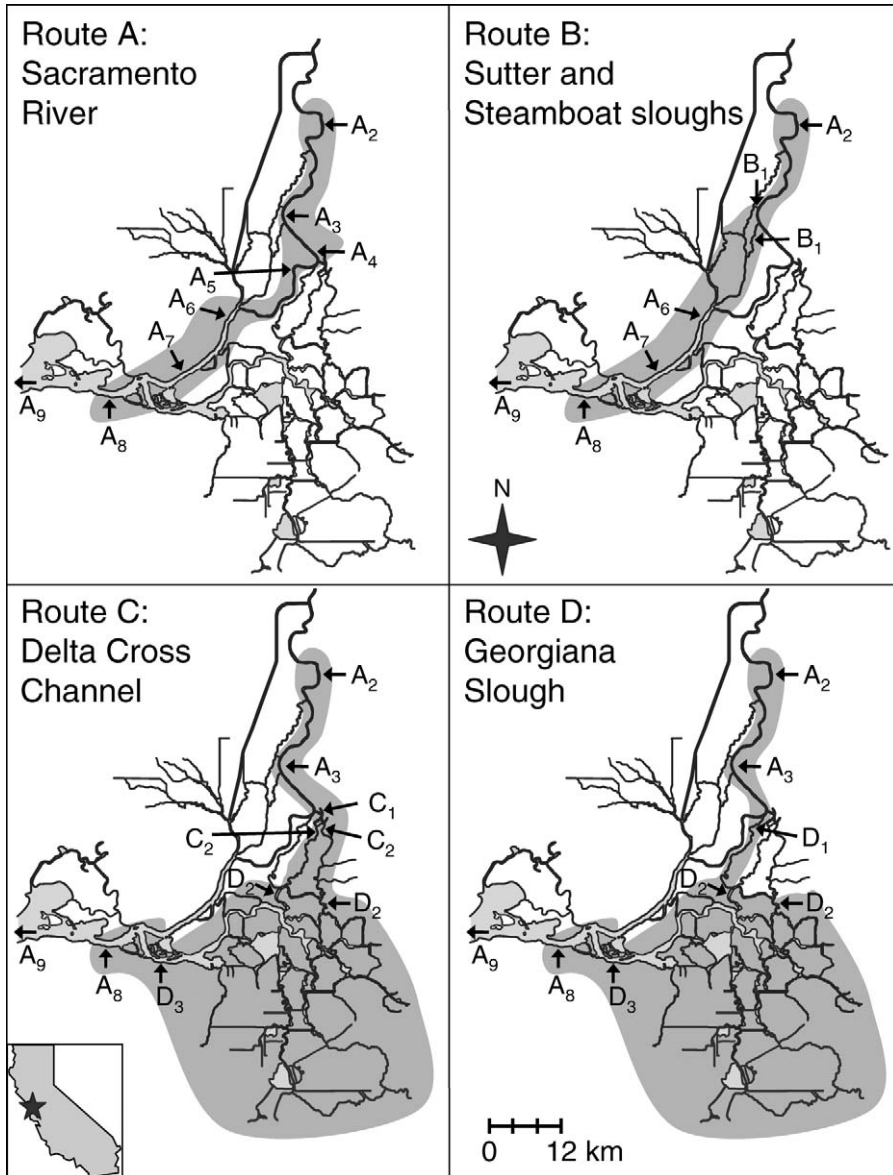 Route A:
Sacramento
River
A2
A3
A4
A5
A6
A7
A9
A8
Route B:
Sutter and
Steamboat sloughs
A2
B1
B1
A6
A7
A9
A8
N
Route C:
Delta Cross
Channel
A2
A3
C1
C2
C2
D2
D2
A9
A8
D3
Route D:
Georgiana
Slough
A2
A3
D1
D2
D2
A9
A8
D3
0 12 km